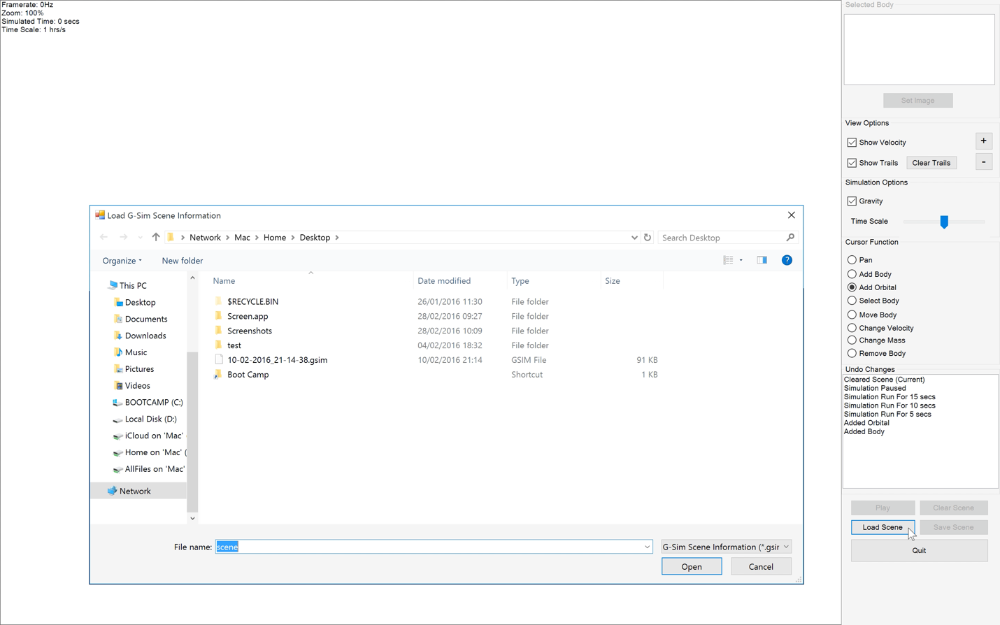 Framerate: 0Hz
Zoom: 100%
Simulated Time: 0 secs
Time Scale: 1 hrs/s
Selected Body
Set Image
View Options
Show Velocity
+
Show Trails
Clear Trails
-
Simulation Options
Gravity
Time Scale
Cursor Function
Pan
Add Body
Add Orbital
Select Body
Move Body
Change Velocity
Change Mass
Remove Body
Undo Changes
Cleared Scene (Current)
Simulation Paused
Simulation Run For 15 secs
Simulation Run For 10 secs
Simulation Run For 5 secs
Added Orbital
Added Body
Play
Clear Scene
Load Scene
Save Scene
Quit
Load G-Sim Scene Information
Network > Mac > Home > Desktop >
Search Desktop
Organize
New folder
?
This PC
Desktop
Documents
Downloads
Music
Pictures
Videos
BOOTCAMP (C:)
Local Disk (D:)
iCloud on 'Mac'
Home on 'Mac' (
AllFiles on 'Mac'
Network
Name Date modified Type Size
$RECYCLE.BIN 26/01/2016 11:30 File folder
Screen.app 28/02/2016 09:27 File folder
Screenshots 28/02/2016 10:09 File folder
test 04/02/2016 18:32 File folder
10-02-2016_21-14-38.gsim 10/02/2016 21:14 GSIM File 91 KB
Boot Camp Shortcut 1 KB
File name: scene
G-Sim Scene Information (*.gsir
Open
Cancel